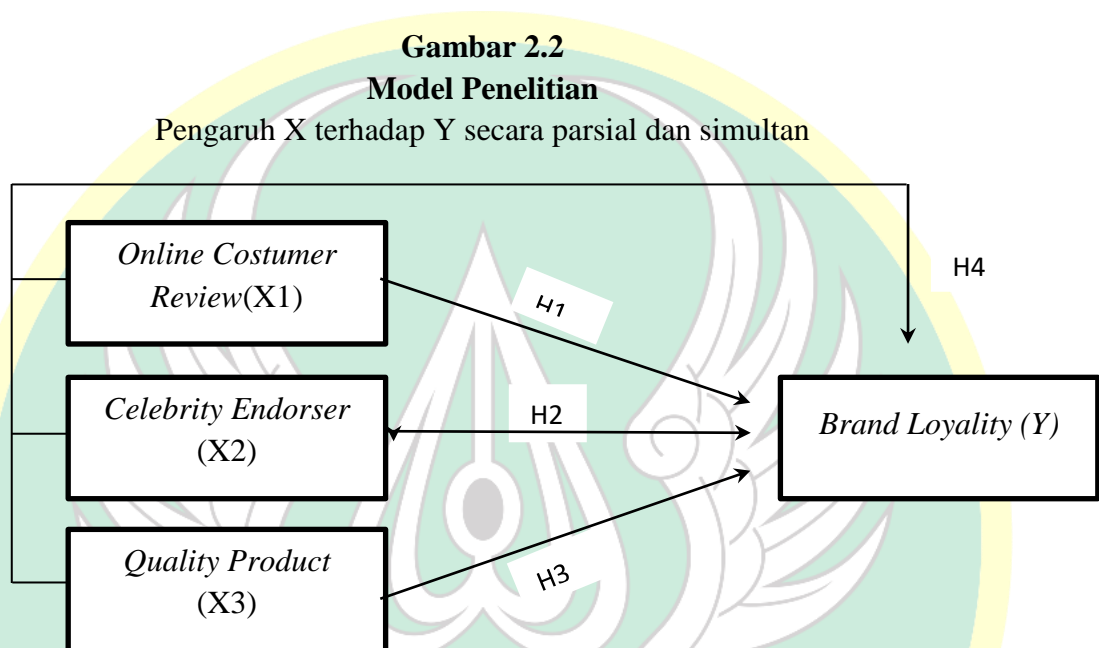 Gambar 2.2
Model Penelitian
Pengaruh X terhadap Y secara parsial dan simultan
Online Costumer
Review(X1)
H4
H1
Celebrity Endorser
(X2)
H2
Brand Loyality (Y)
Quality Product
(X3)
H3